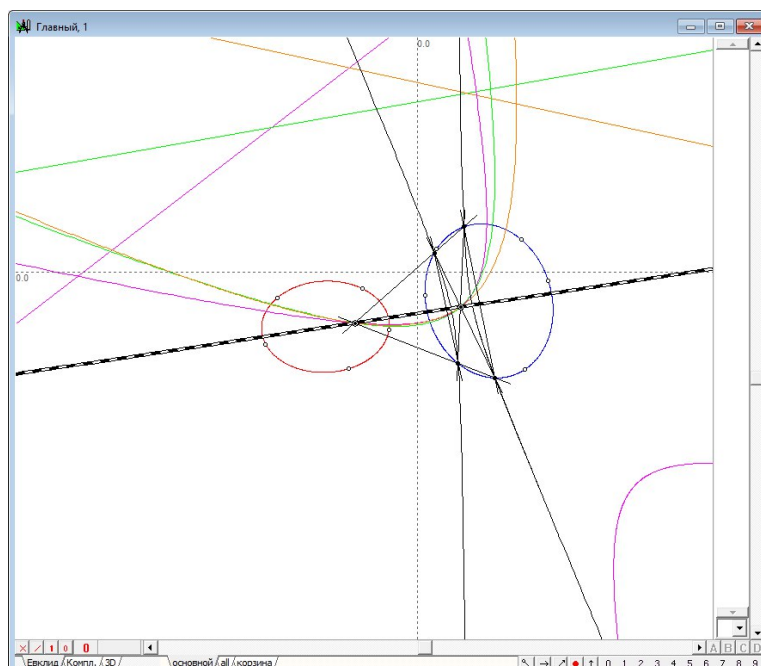 Главный, 1
0.0
0.0
A B C D
1 0 0
Евклид Компл. 3D основной all корзина 0 1 2 3 4 5 6 7 8 9